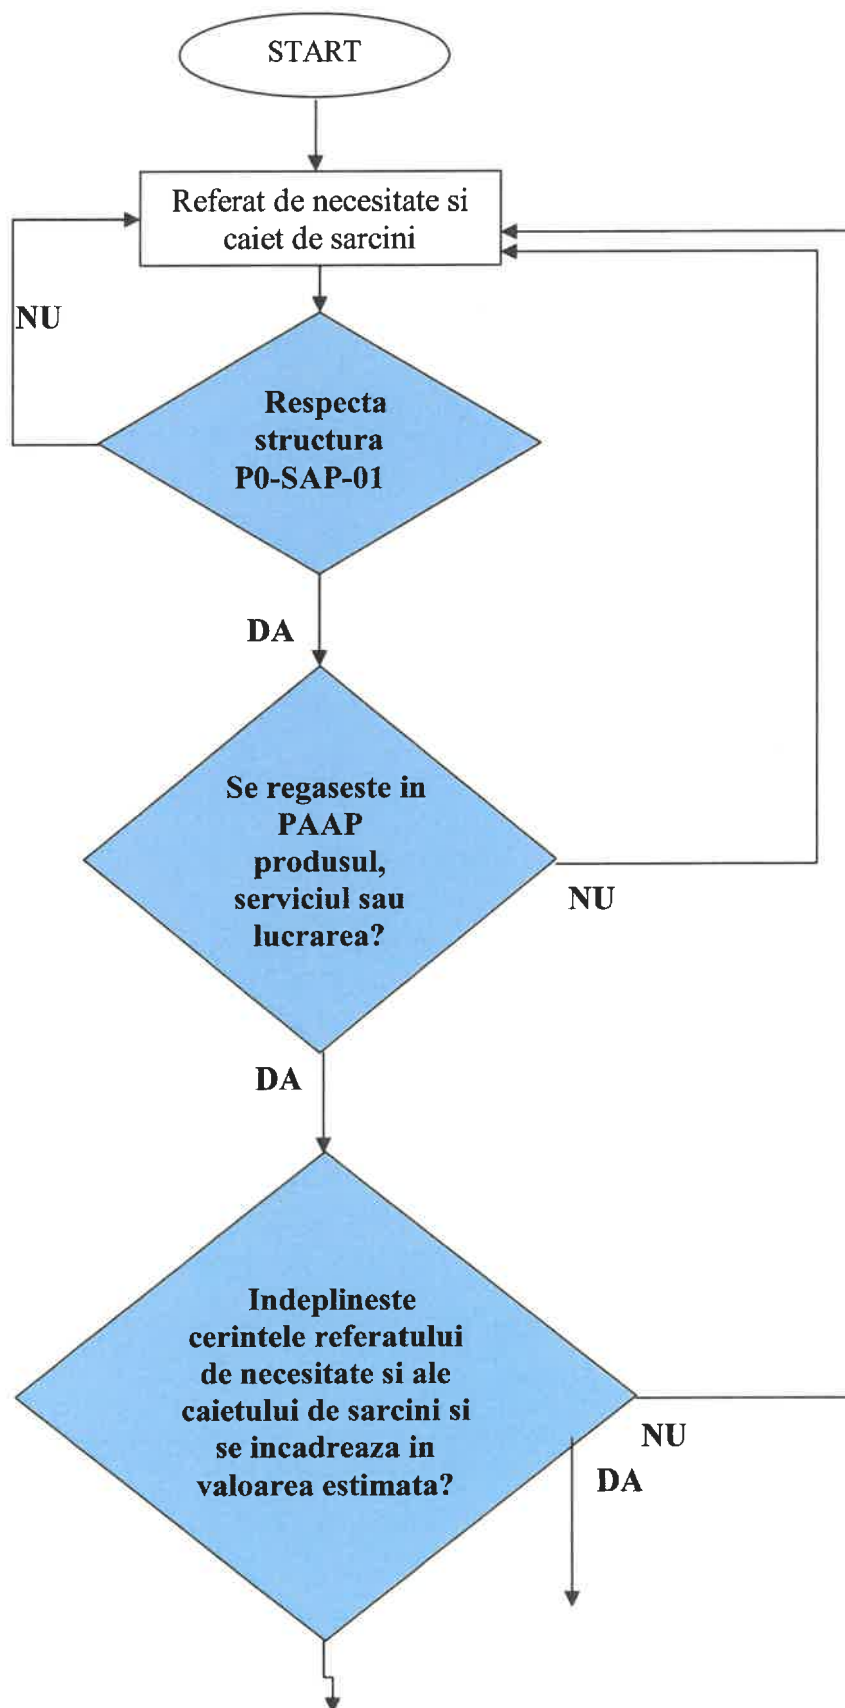 START
Referat de necesitate si
caiet de sarcini
NU
Respecta
structura
P0-SAP-01
DA
Se regaseste in
PAAP
produsul,
serviciul sau
lucrarea?
NU
DA
Indeplineste
cerintele referatului
de necesitate si ale
caietului de sarcini si
se incadreaza in
valoarea estimata?
NU
DA